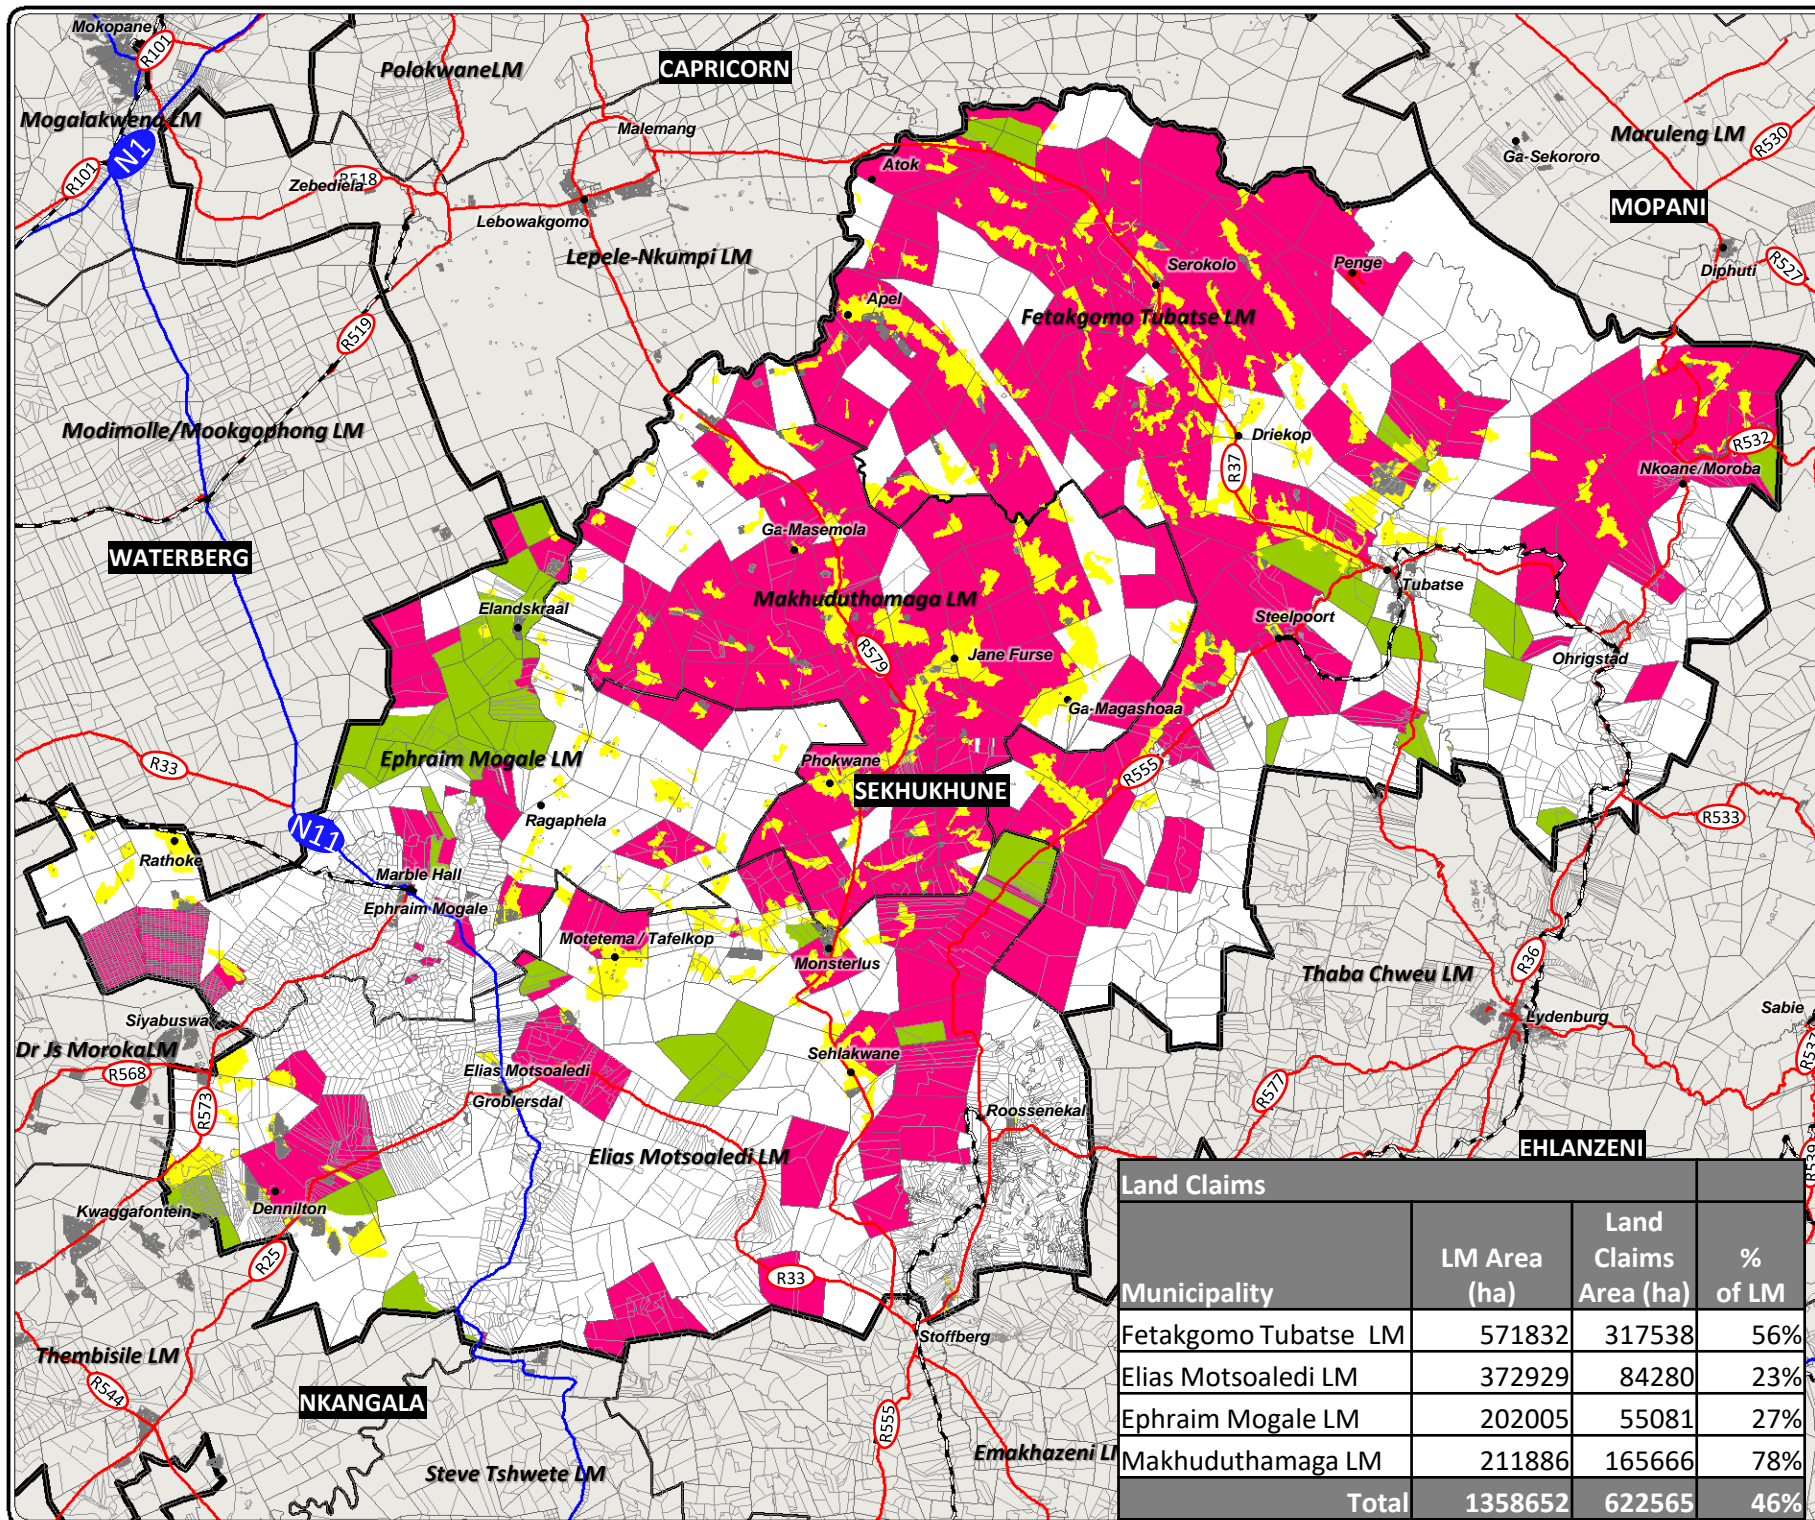 Mokopane
R101
PolokwaneLM
CAPRICORN
Mogalakwena LM
N1
Malemang
R101
Zebediela
R518
Lebowakgomo
Lepele-Nkumpi LM
Atok
Ga-Sekororo
Maruleng LM
R530
MOPANI
Diphuti
R527
Serokolo
Penge
Apel
Fetakgomo Tubatse LM
R519
Modimolle/Mookgophong LM
Driekop
R37
R532
Nkoane/Moroba
WATERBERG
Ga-Masemola
Elandskraal
Makhuduthamaga LM
Tubatse
Steelpoort
R579
Jane Furse
Ohrigstad
Ga-Magashoaa
R33
Ephraim Mogale LM
Phokwane
R555
SEKHUKHUNE
N11
Ragaphela
R533
Rathoke
Marble Hall
Ephraim Mogale
Motetema / Tafelkop
Monsterlus
R36
Thaba Chweu LM
Siyabuswa
Lydenburg
Sabie
Dr Js MorokaLM
R568
R573
Sehlakwane
Elias Motsoaledi
Groblersdal
R577
R537
Roossenekal
Elias Motsoaledi LM
EHLANZENI
R539
Kwaggafontein
Dennilton
R25
R33
Stoffberg
Thembisile LM
R544
NKANGALA
R555
Steve Tshwete LM
Emakhazeni LM
Land Claims
Municipality LM Area (ha) Land Claims Area (ha) % of LM
Fetakgomo Tubatse LM 571832 317538 56%
Elias Motsoaledi LM 372929 84280 23%
Ephraim Mogale LM 202005 55081 27%
Makhuduthamaga LM 211886 165666 78%
Total 1358652 622565 46%